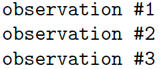 observation #1
observation #2
observation #3